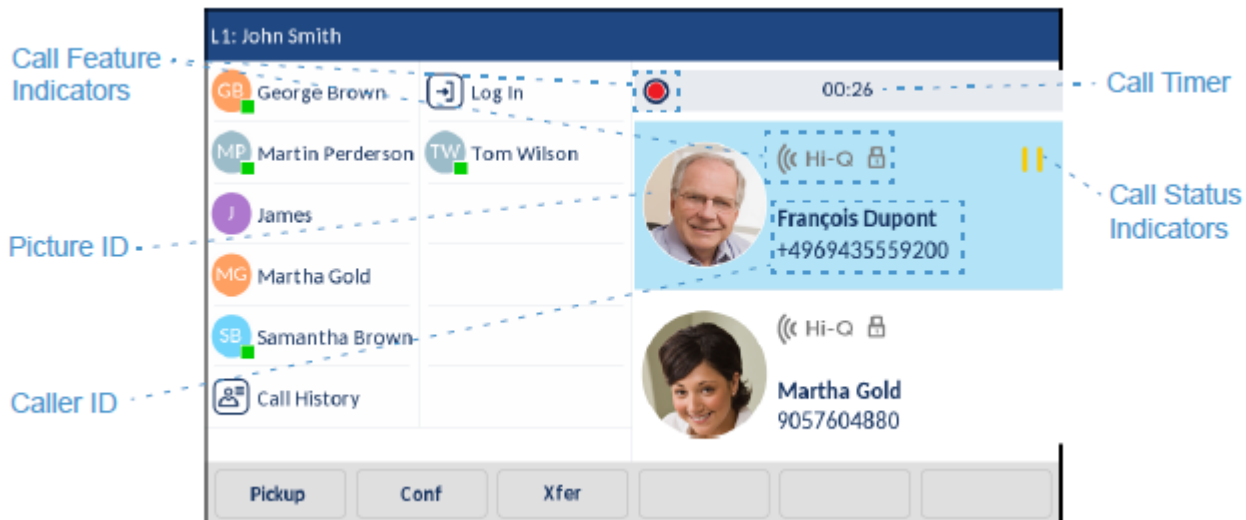 L1: John Smith
Call Feature
Indicators
GB George Brown
Log In
00:26
Call Timer
MP Martin Perderson
TW Tom Wilson
Hi-Q
Call Status
Indicators
J James
François Dupont
+4969435559200
Picture ID
MG Martha Gold
SB Samantha Brown
Hi-Q
Caller ID
Call History
Martha Gold
9057604880
Pickup
Conf
Xfer